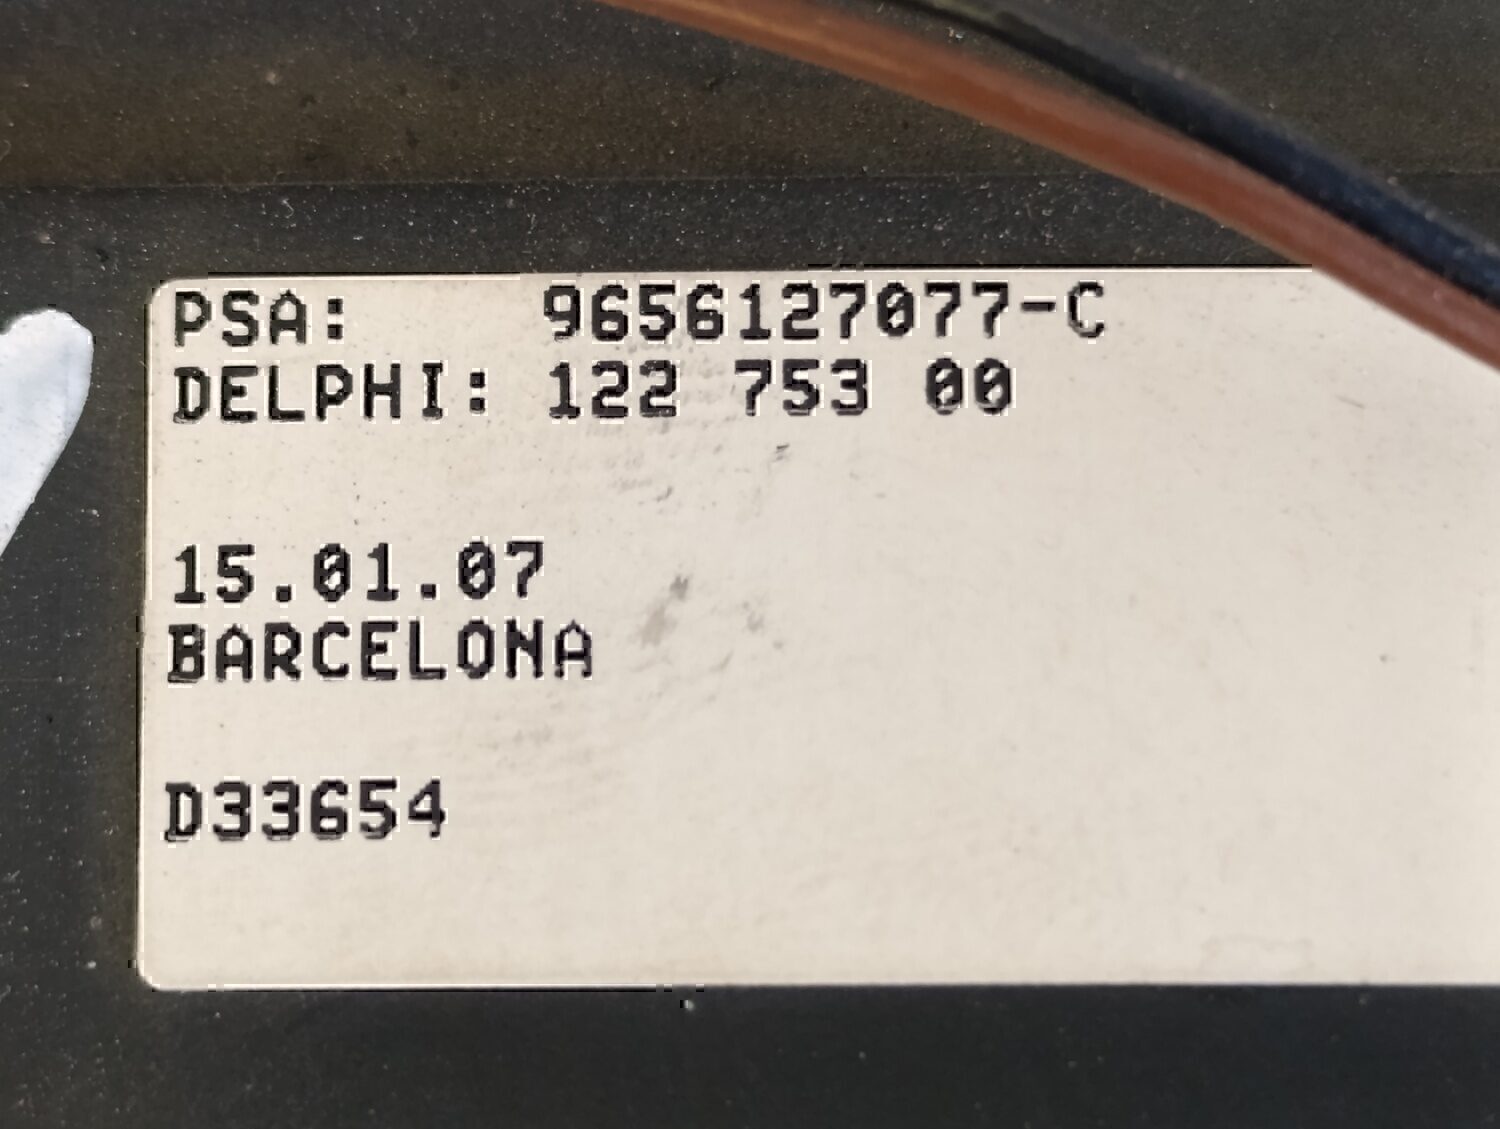 PSA: 9656127077-C
DELPHI: 122 753 00
15.01.07
BARCELONA
D33654